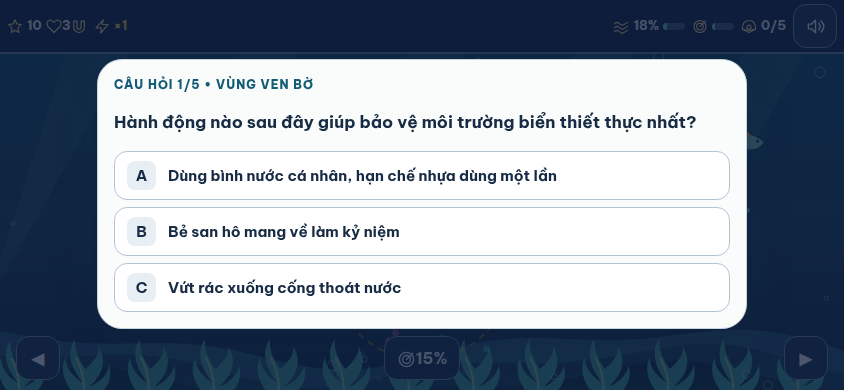 10 3 ×1 18% 0/5
CÂU HỎI 1/5 • VÙNG VEN BỜ
Hành động nào sau đây giúp bảo vệ môi trường biển thiết thực nhất?
A Dùng bình nước cá nhân, hạn chế nhựa dùng một lần
B Bẻ san hô mang về làm kỷ niệm
C Vứt rác xuống cống thoát nước
15%